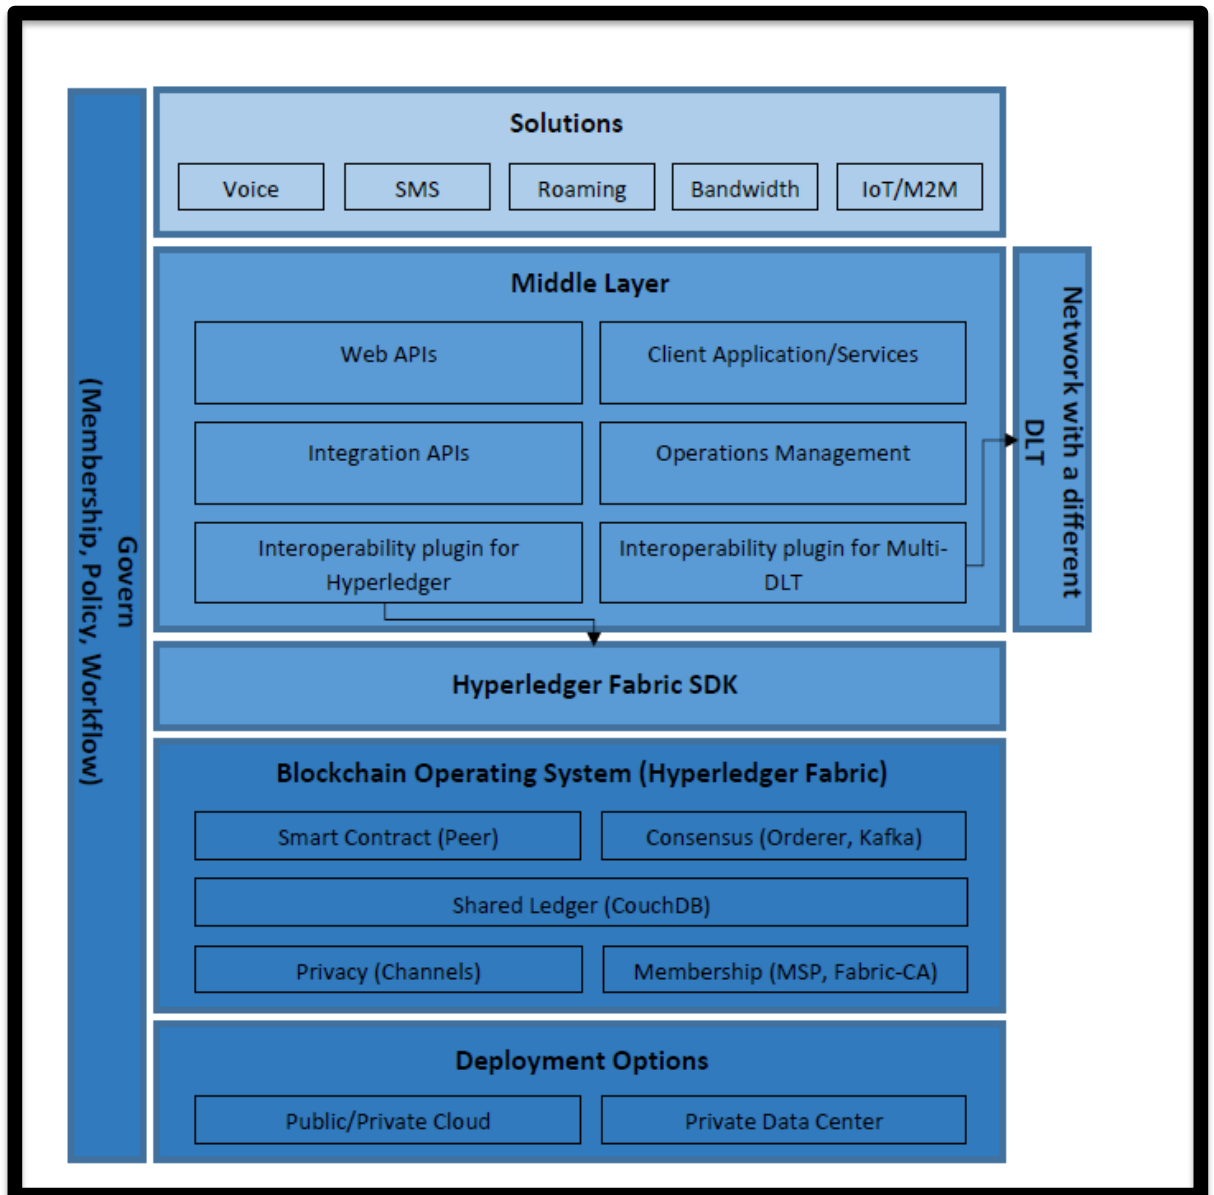 Solutions
Voice
SMS
Roaming
Bandwidth
IoT/M2M
Middle Layer
Web APIs
Client Application/Services
Integration APIs
Operations Management
Interoperability plugin for
Hyperledger
Interoperability plugin for Multi-
DLT
Network with a different
DLT
Govern
(Membership, Policy, Workflow)
Hyperledger Fabric SDK
Blockchain Operating System (Hyperledger Fabric)
Smart Contract (Peer)
Consensus (Orderer, Kafka)
Shared Ledger (CouchDB)
Privacy (Channels)
Membership (MSP, Fabric-CA)
Deployment Options
Public/Private Cloud
Private Data Center